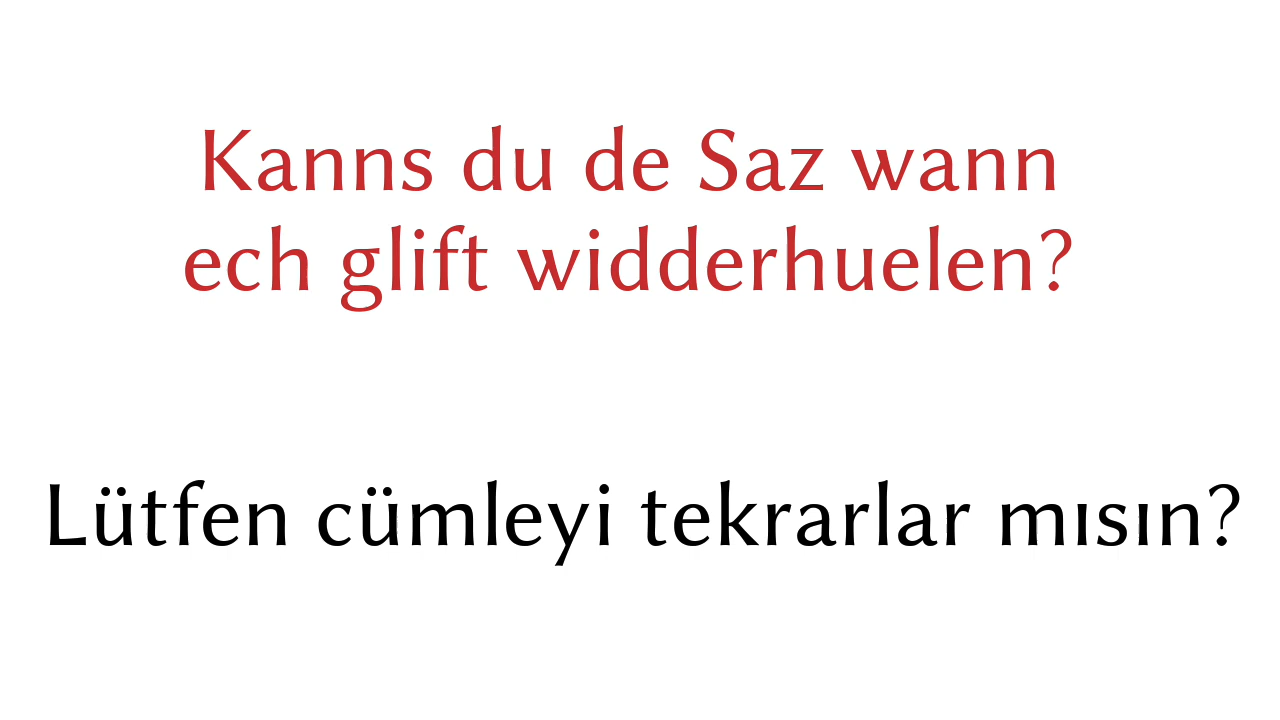 Kanns du de Saz wann
ech glift widderhuelen?
Lütfen cümleyi tekrarlar mısın?